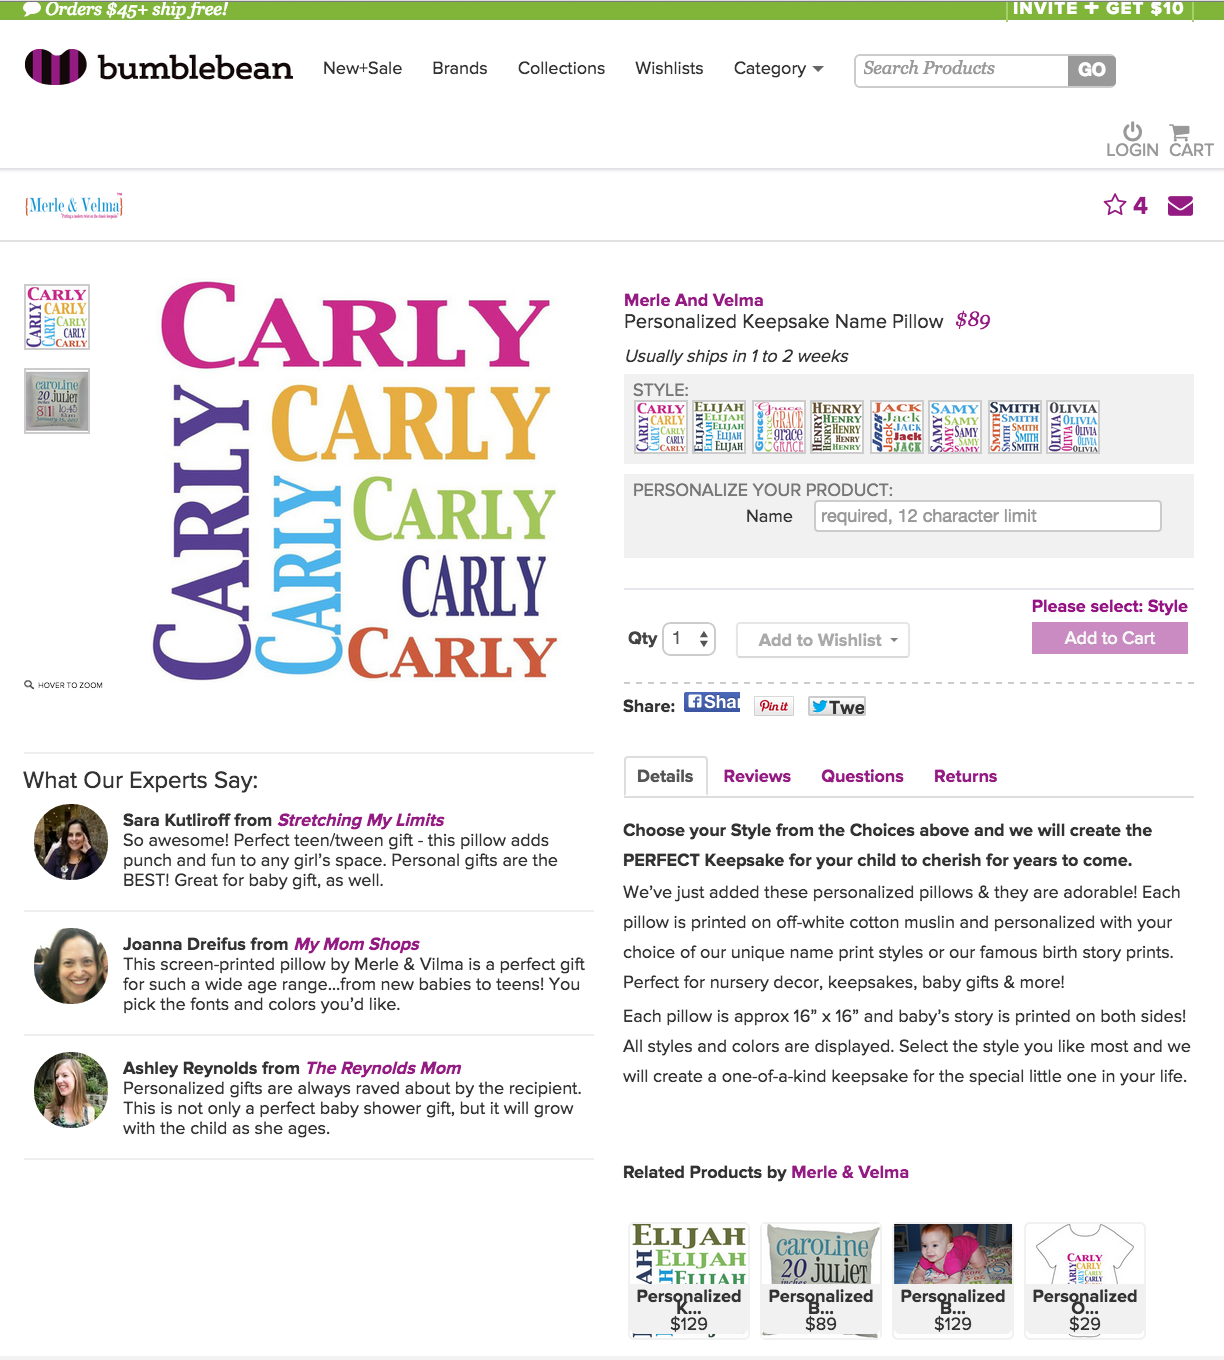 Orders $45+ ship free!
INVITE + GET $10
bumblebean
New+Sale
Brands
Collections
Wishlists
Category
Search Products
GO
LOGIN
CART
{Merle & Velma}
4
CARLY
CARLY
CARLY
CARLY
CARLY
CARLY
CARLY
HOVER TO ZOOM
Merle And Velma
Personalized Keepsake Name Pillow $89
Usually ships in 1 to 2 weeks
STYLE:
CARLY
ELIJAH
Grace
HENRY
JACK
SAMY
SMITH
OLIVIA
PERSONALIZE YOUR PRODUCT:
Name
required, 12 character limit
Please select: Style
Qty 1
Add to Wishlist
Add to Cart
Share:
Shar
Pin it
Twe
What Our Experts Say:
Sara Kutliroff from Stretching My Limits
So awesome! Perfect teen/tween gift - this pillow adds
punch and fun to any girl's space. Personal gifts are the
BEST! Great for baby gift, as well.
Joanna Dreifus from My Mom Shops
This screen-printed pillow by Merle & Vilma is a perfect gift
for such a wide age range...from new babies to teens! You
pick the fonts and colors you'd like.
Ashley Reynolds from The Reynolds Mom
Personalized gifts are always raved about by the recipient.
This is not only a perfect baby shower gift, but it will grow
with the child as she ages.
Details
Reviews
Questions
Returns
Choose your Style from the Choices above and we will create the
PERFECT Keepsake for your child to cherish for years to come.
We've just added these personalized pillows & they are adorable! Each
pillow is printed on off-white cotton muslin and personalized with your
choice of our unique name print styles or our famous birth story prints.
Perfect for nursery decor, keepsakes, baby gifts & more!
Each pillow is approx 16” x 16” and baby's story is printed on both sides!
All styles and colors are displayed. Select the style you like most and we
will create a one-of-a-kind keepsake for the special little one in your life.
Related Products by Merle & Velma
ELIJAH
ELIJAH
caroline
20 juliet
inches
CARLY
CARLY
Personalized
K...
$129
Personalized
B...
$89
Personalized
B...
$129
Personalized
O...
$29